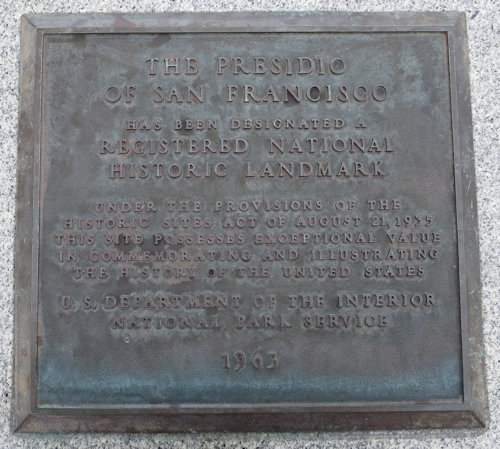 THE PRESIDIO
OF SAN FRANCISCO
HAS BEEN DESIGNATED A
REGISTERED NATIONAL
HISTORIC LANDMARK
UNDER THE PROVISIONS OF THE
HISTORIC SITES ACT OF AUGUST 21, 1935
THIS SITE POSSESSES EXCEPTIONAL VALUE
IN COMMEMORATING AND ILLUSTRATING
THE HISTORY OF THE UNITED STATES
U. S. DEPARTMENT OF THE INTERIOR
NATIONAL PARK SERVICE
1963